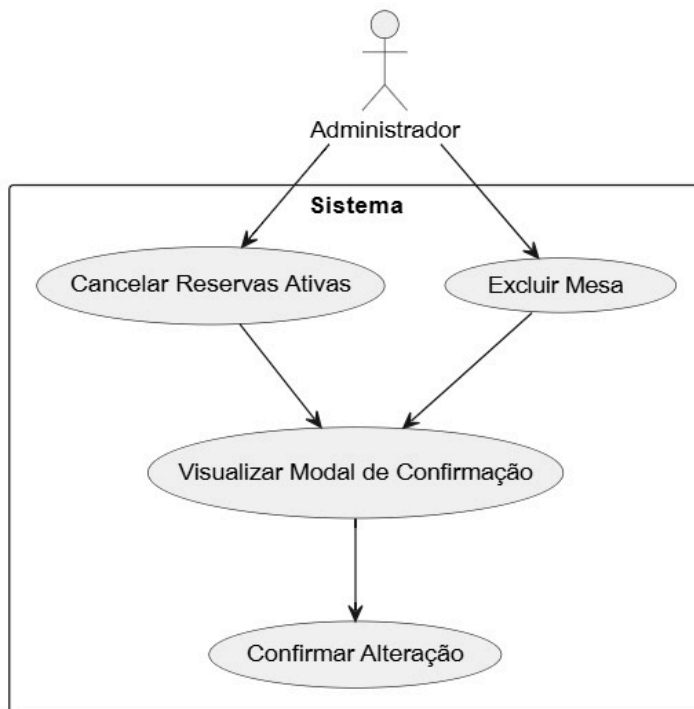 Administrador
Sistema
Cancelar Reservas Ativas
Excluir Mesa
Visualizar Modal de Confirmação
Confirmar Alteração